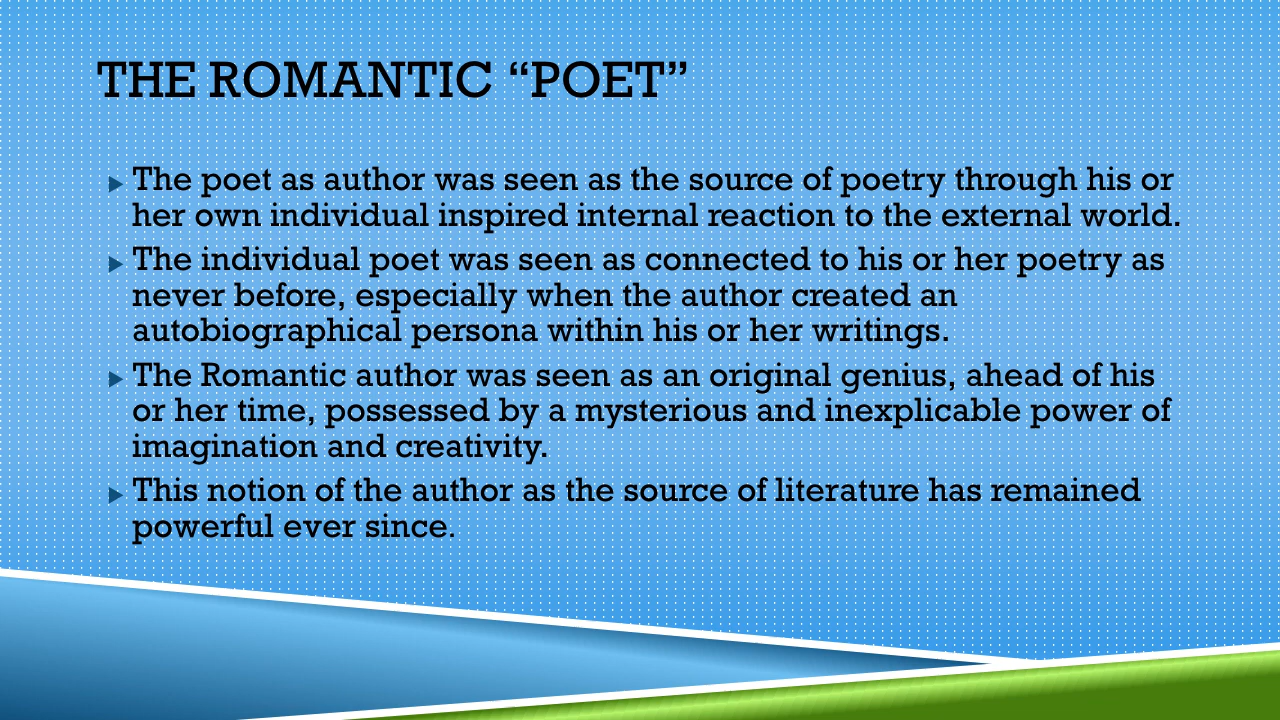 THE ROMANTIC “POET”
The poet as author was seen as the source of poetry through his or
her own individual inspired internal reaction to the external world.
The individual poet was seen as connected to his or her poetry as
never before, especially when the author created an
autobiographical persona within his or her writings.
The Romantic author was seen as an original genius, ahead of his
or her time, possessed by a mysterious and inexplicable power of
imagination and creativity.
This notion of the author as the source of literature has remained
powerful ever since.